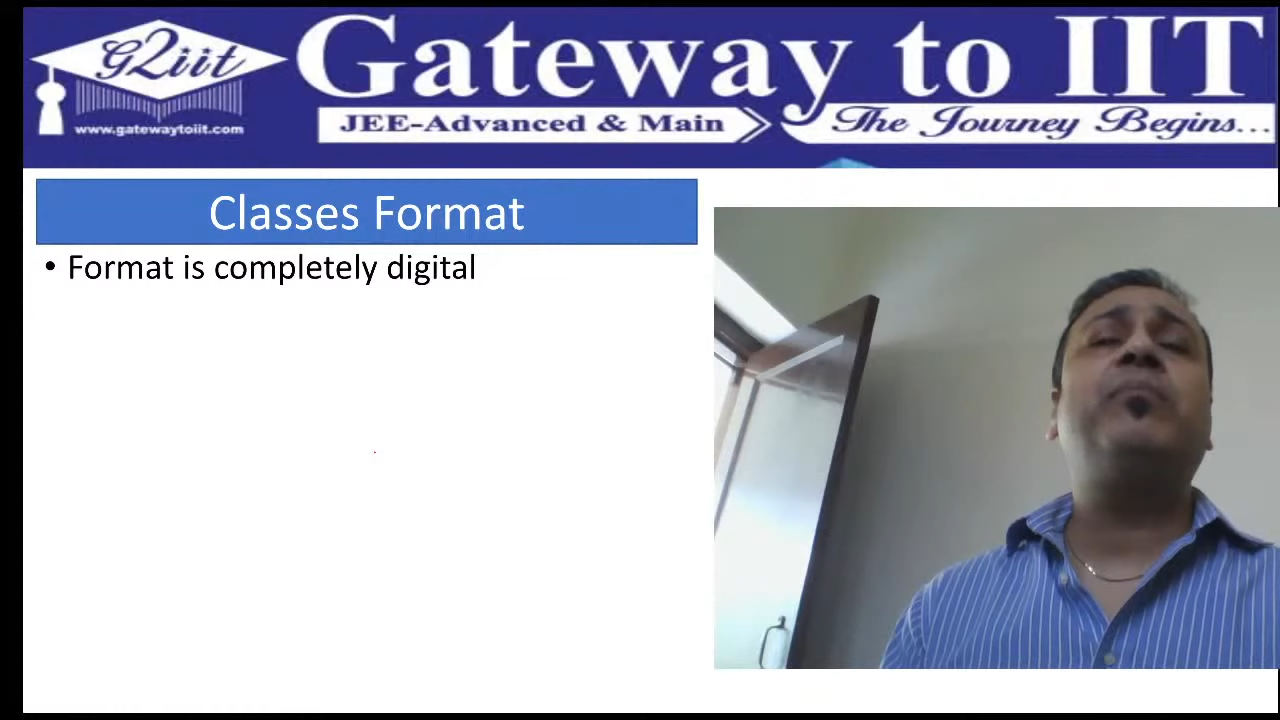 G2iit
www.gatewaytoiit.com
Gateway to IIT
JEE-Advanced & Main
The Journey Begins...
Classes Format
• Format is completely digital